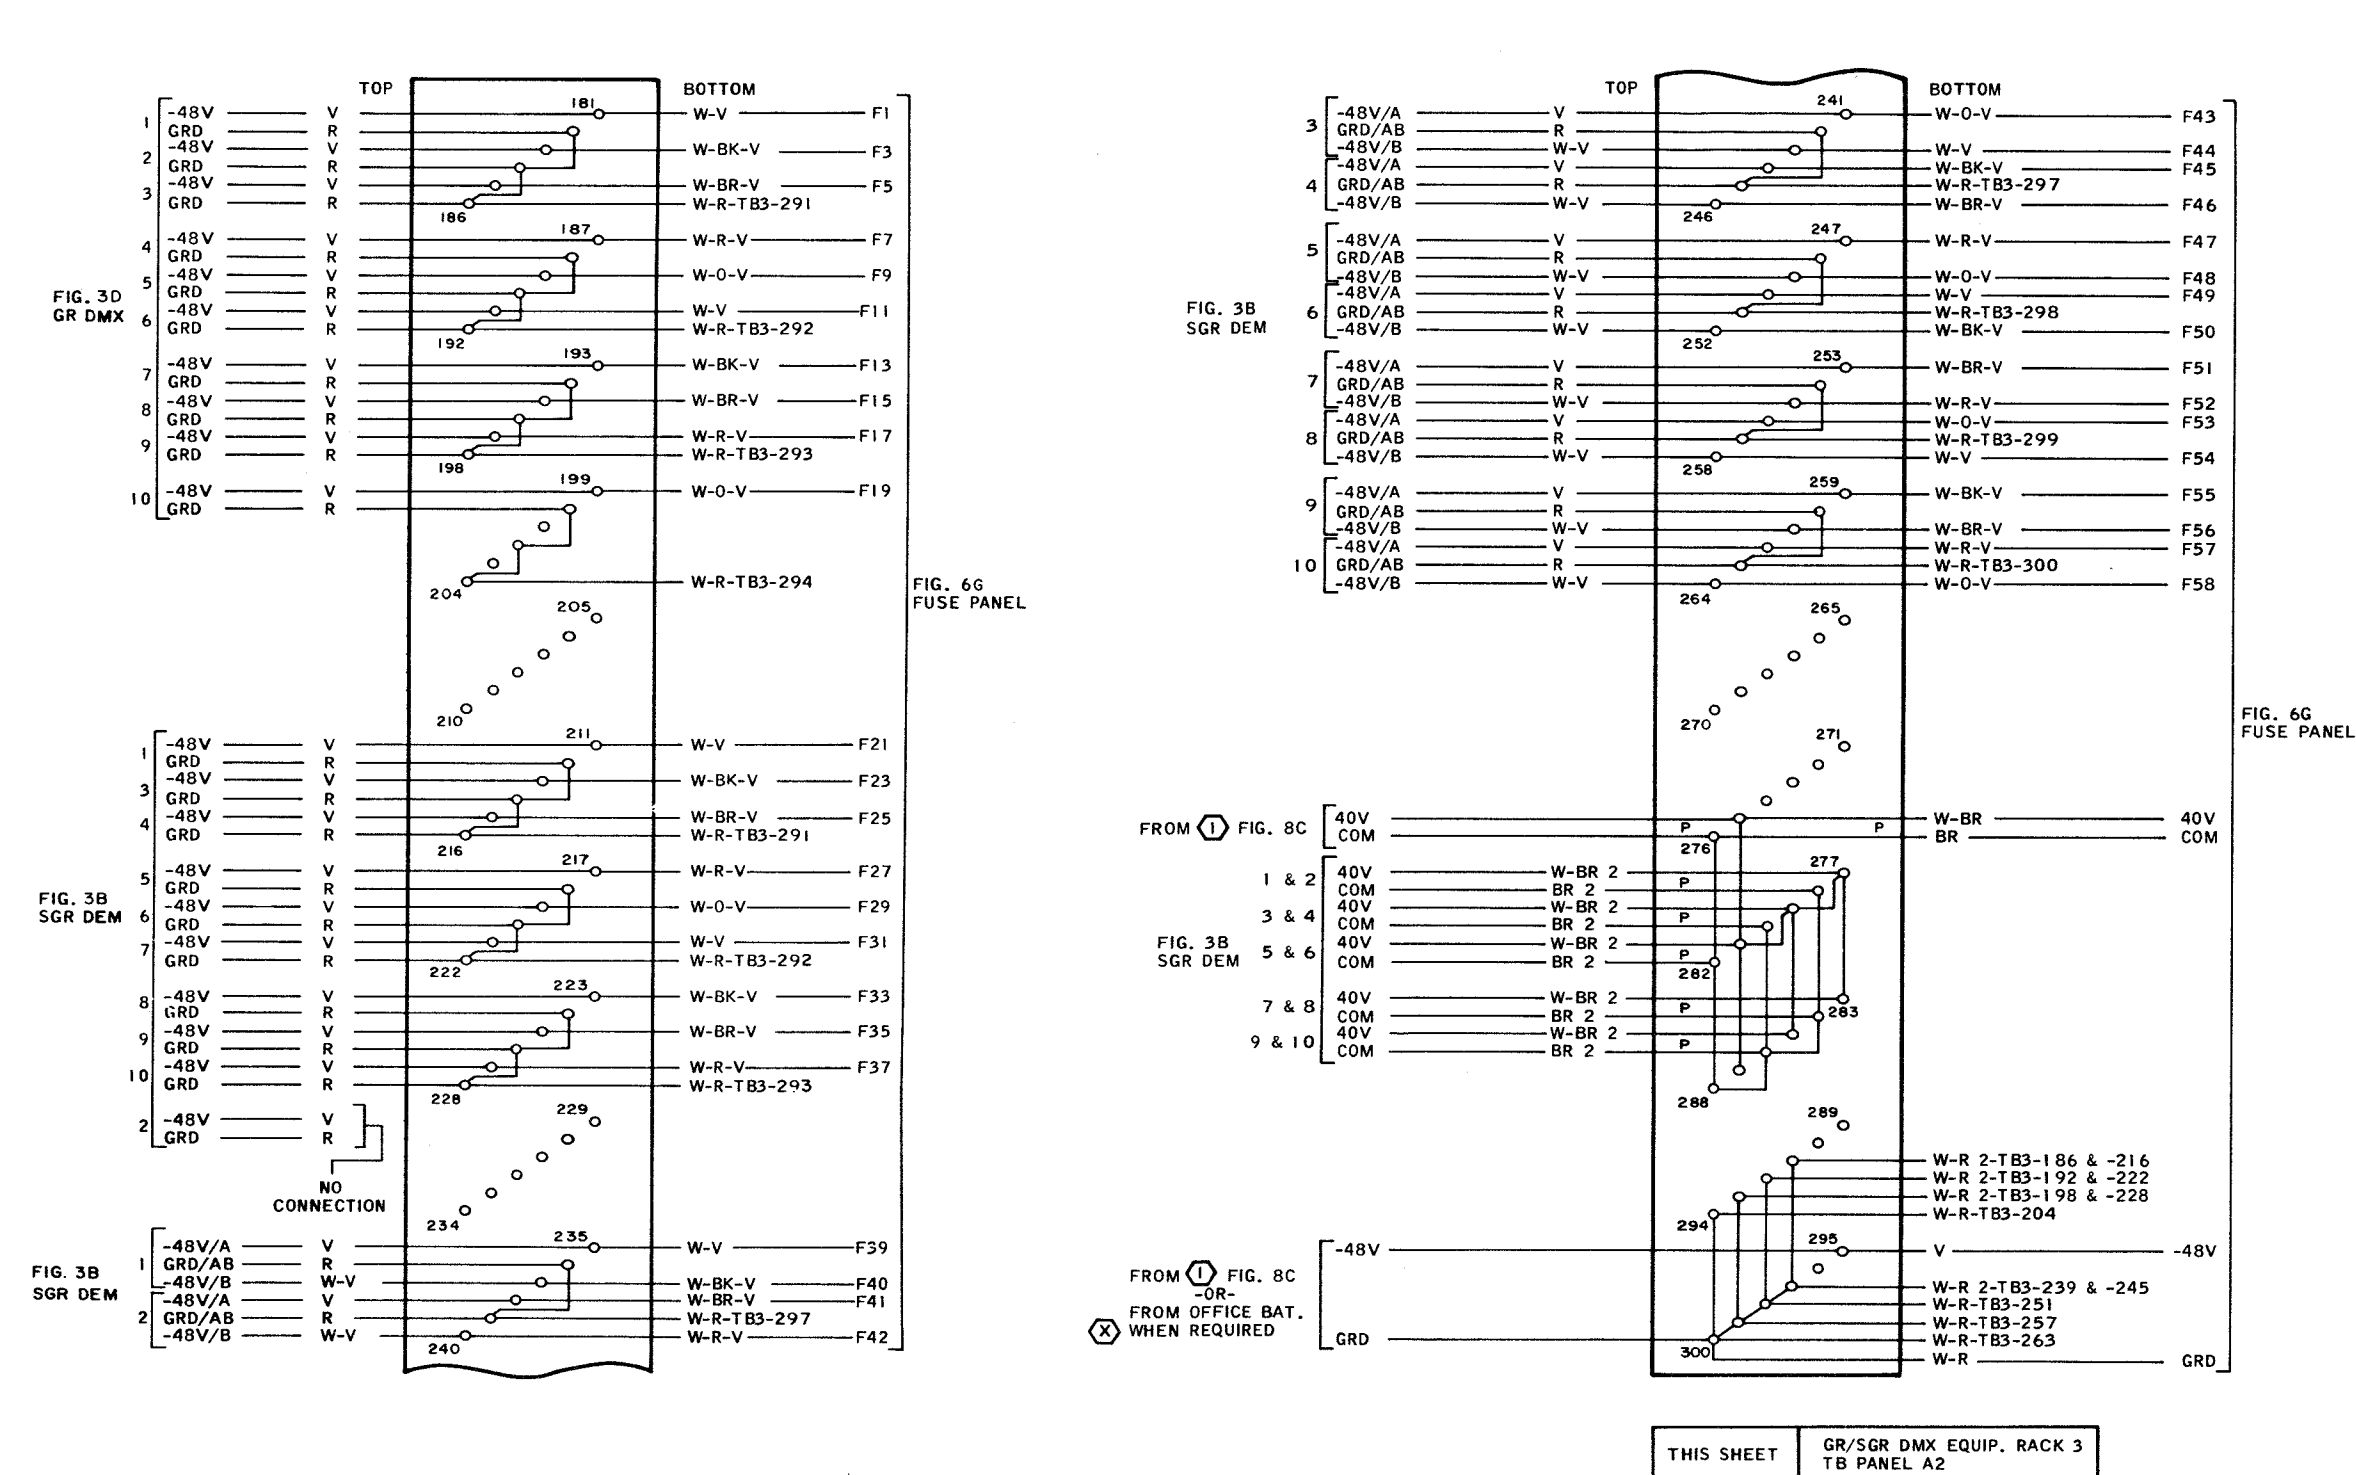 TOP BOTTOM
181
1 -48V V W-V F1
GRD R
2 -48V V W-BK-V F3
GRD R
3 -48V V W-BR-V F5
GRD R W-R-TB3-291
186
187
4 -48V V W-R-V F7
GRD R
5 -48V V W-O-V F9
GRD R
6 -48V V W-V F11
GRD R W-R-TB3-292
192
FIG. 3D
GR DMX
193
7 -48V V W-BK-V F13
GRD R
8 -48V V W-BR-V F15
GRD R
9 -48V V W-R-V F17
GRD R W-R-TB3-293
198
199
10 -48V V W-O-V F19
GRD R
204 W-R-TB3-294
FIG. 6G
FUSE PANEL
205
210
211
1 -48V V W-V F21
GRD R
3 -48V V W-BK-V F23
GRD R
4 -48V V W-BR-V F25
GRD R W-R-TB3-291
216
217
5 -48V V W-R-V F27
GRD R
6 -48V V W-O-V F29
GRD R
7 -48V V W-V F31
GRD R W-R-TB3-292
222
FIG. 3B
SGR DEM
223
8 -48V V W-BK-V F33
GRD R
9 -48V V W-BR-V F35
GRD R
10 -48V V W-R-V F37
GRD R W-R-TB3-293
228
229
2 -48V V
GRD R
NO
CONNECTION
234
235
1 -48V/A V W-V F39
GRD/AB R
-48V/B W-V W-BK-V F40
2 -48V/A V W-BR-V F41
GRD/AB R W-R-TB3-297
-48V/B W-V W-R-V F42
240
FIG. 3B
SGR DEM
TOP BOTTOM
241
3 -48V/A V W-O-V F43
GRD/AB R
-48V/B W-V W-V F44
4 -48V/A V W-BK-V F45
GRD/AB R W-R-TB3-297
-48V/B W-V W-BR-V F46
246
247
5 -48V/A V W-R-V F47
GRD/AB R
-48V/B W-V W-O-V F48
6 -48V/A V W-V F49
GRD/AB R W-R-TB3-298
-48V/B W-V W-BK-V F50
252
FIG. 3B
SGR DEM
253
7 -48V/A V W-BR-V F51
GRD/AB R
-48V/B W-V W-R-V F52
8 -48V/A V W-O-V F53
GRD/AB R W-R-TB3-299
-48V/B W-V W-V F54
258
259
9 -48V/A V W-BK-V F55
GRD/AB R
-48V/B W-V W-BR-V F56
10 -48V/A V W-R-V F57
GRD/AB R W-R-TB3-300
-48V/B W-V W-O-V F58
264
265
270
FIG. 6G
FUSE PANEL
271
FROM 1 FIG. 8C
40V W-BR 40V
COM P P BR COM
276
277
1 & 2 40V W-BR 2
COM BR 2 P
3 & 4 40V W-BR 2
COM BR 2 P
5 & 6 40V W-BR 2
COM BR 2 P
282
FIG. 3B
SGR DEM
7 & 8 40V W-BR 2
COM BR 2 P 283
9 & 10 40V W-BR 2
COM BR 2 P
288
289
W-R 2-TB3-186 & -216
W-R 2-TB3-192 & -222
W-R 2-TB3-198 & -228
294 W-R-TB3-204
295
-48V V -48V
FROM 1 FIG. 8C
-OR-
FROM OFFICE BAT.
X WHEN REQUIRED
W-R 2-TB3-239 & -245
W-R-TB3-251
W-R-TB3-257
GRD W-R-TB3-263
300 W-R GRD
THIS SHEET
GR/SGR DMX EQUIP. RACK 3
TB PANEL A2